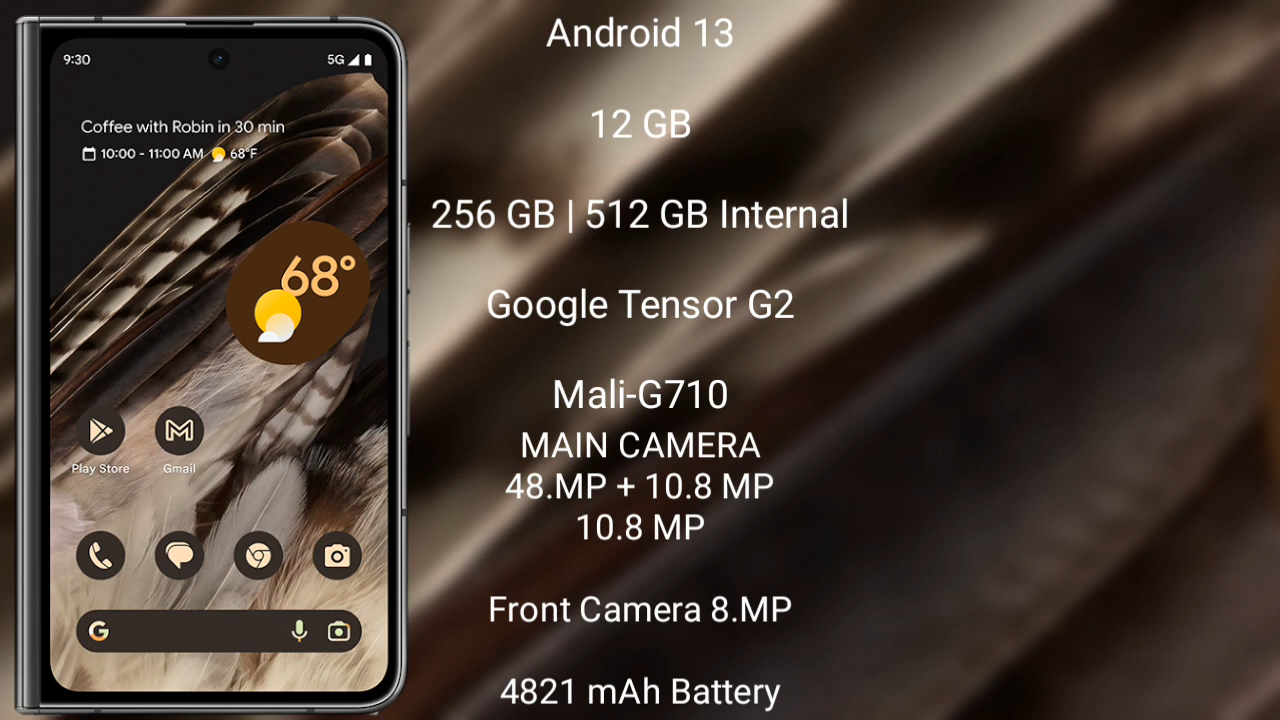 9:30
5G
Coffee with Robin in 30 min
10:00 - 11:00 AM 68°F
68°
Play Store
Gmail
G
Android 13
12 GB
256 GB | 512 GB Internal
Google Tensor G2
Mali-G710
MAIN CAMERA
48.MP + 10.8 MP
10.8 MP
Front Camera 8.MP
4821 mAh Battery